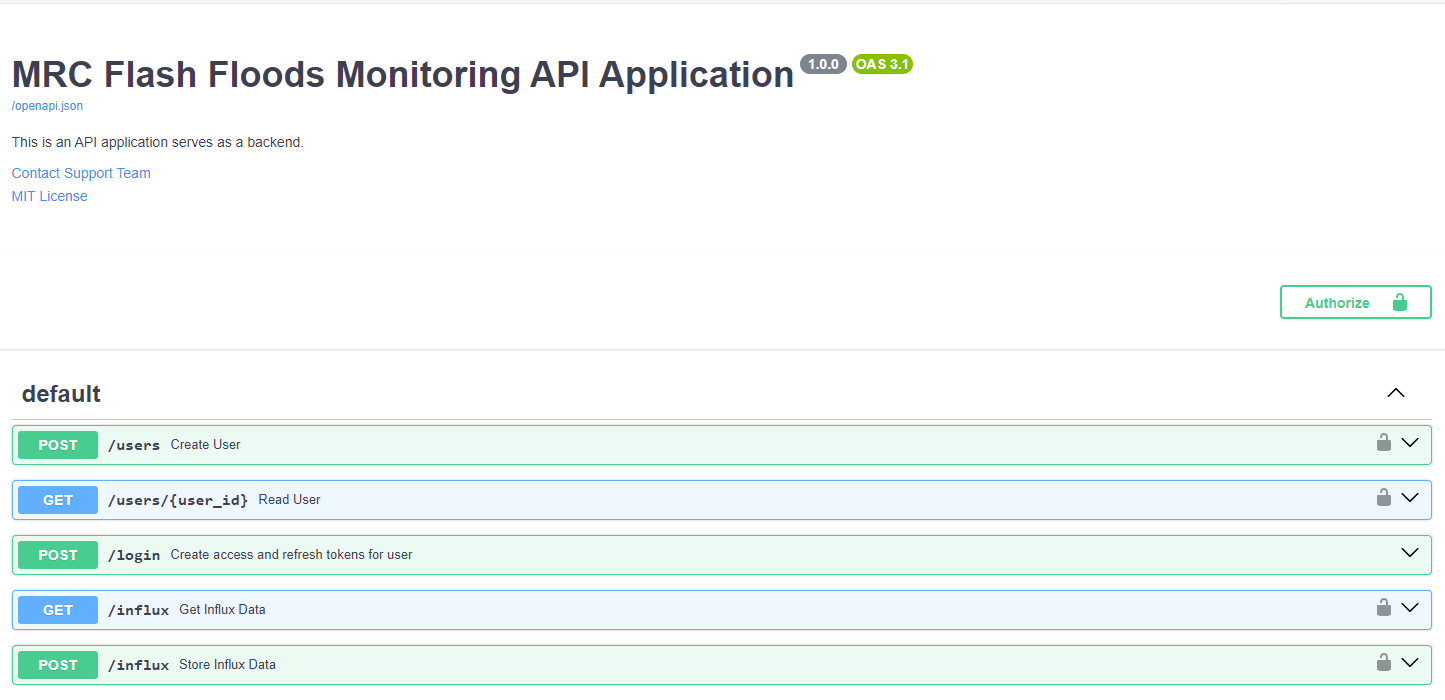 MRC Flash Floods Monitoring API Application 1.0.0 OAS 3.1
/openapi.json
This is an API application serves as a backend.
Contact Support Team
MIT License
Authorize
default
POST /users Create User
GET /users/{user_id} Read User
POST /login Create access and refresh tokens for user
GET /influx Get Influx Data
POST /influx Store Influx Data